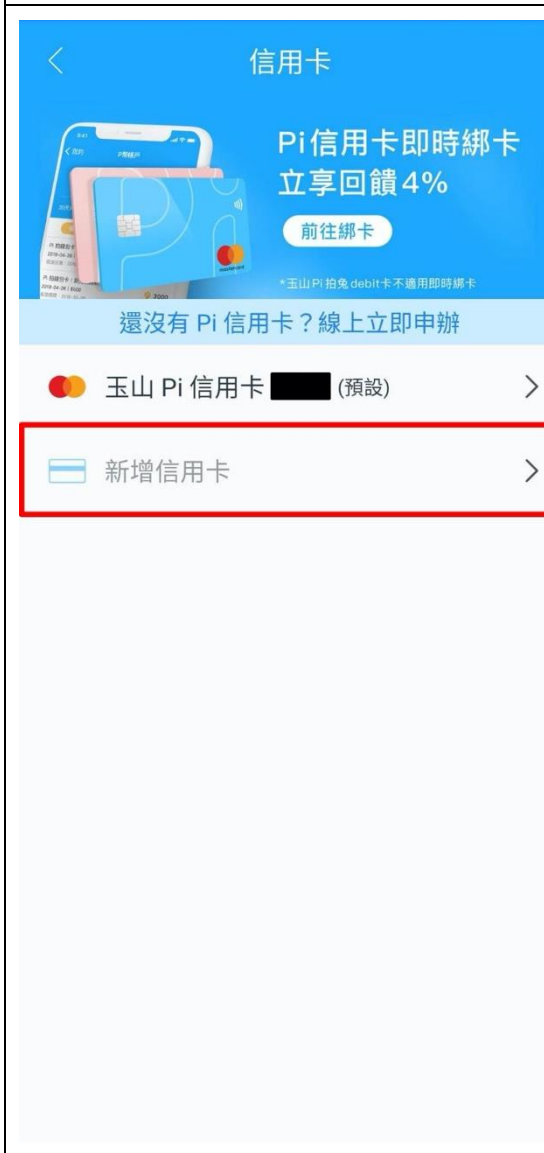 信用卡
9:41
Pi信用卡即時綁卡
立享回饋4%
前往綁卡
*玉山Pi拍兔debit卡不適用即時綁卡
還沒有 Pi 信用卡？線上立即申辦
玉山 Pi 信用卡 (預設)
新增信用卡